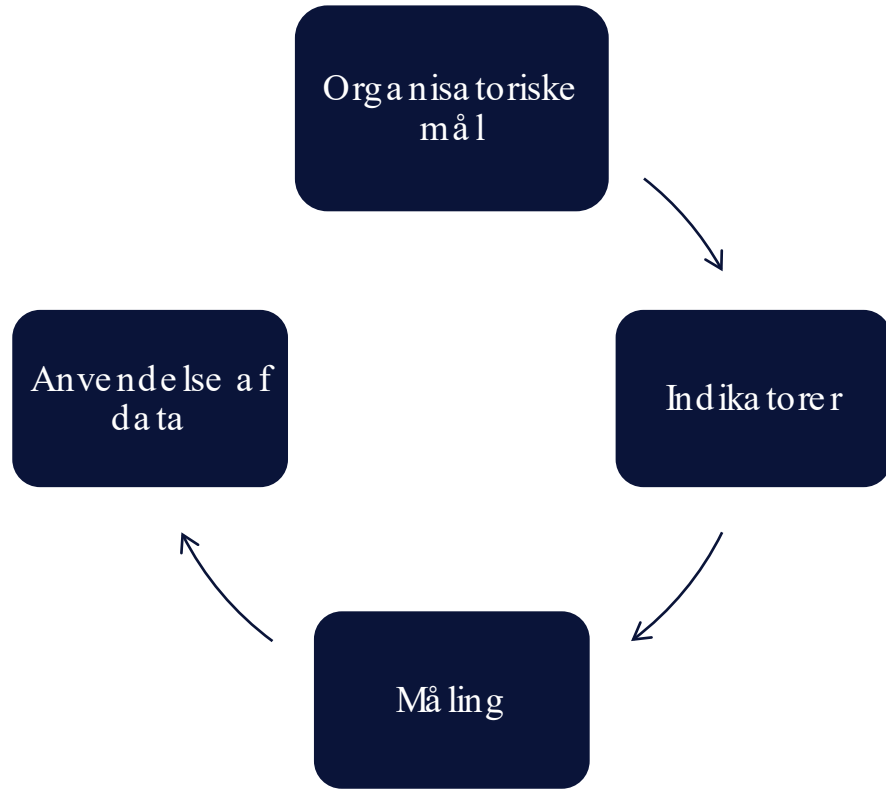 Organisatoriske
mål
Indikatorer
Måling
Anvendelse af
data